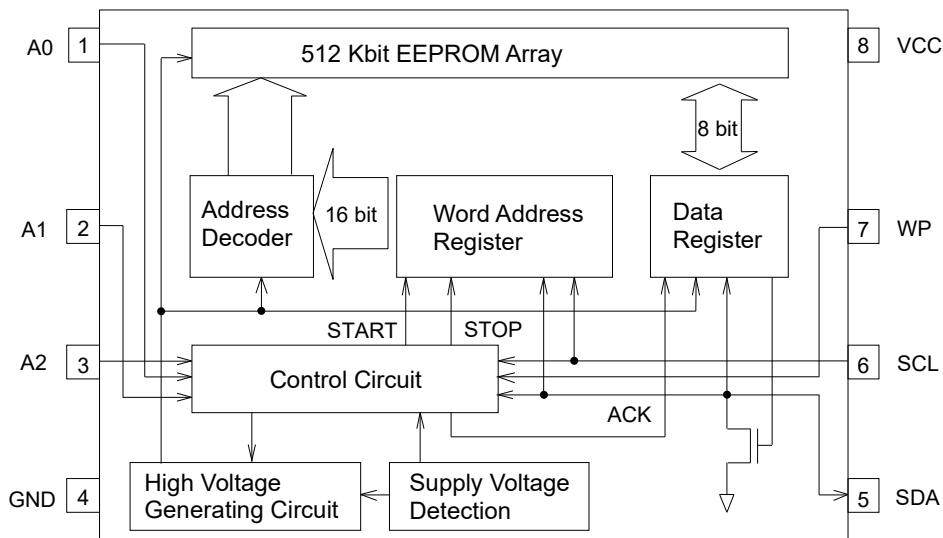 A0 1
512 Kbit EEPROM Array
8 VCC
8 bit
A1 2
Address
Decoder
16 bit
Word Address
Register
Data
Register
7 WP
START
STOP
A2 3
Control Circuit
6 SCL
ACK
GND 4
High Voltage
Generating Circuit
Supply Voltage
Detection
5 SDA